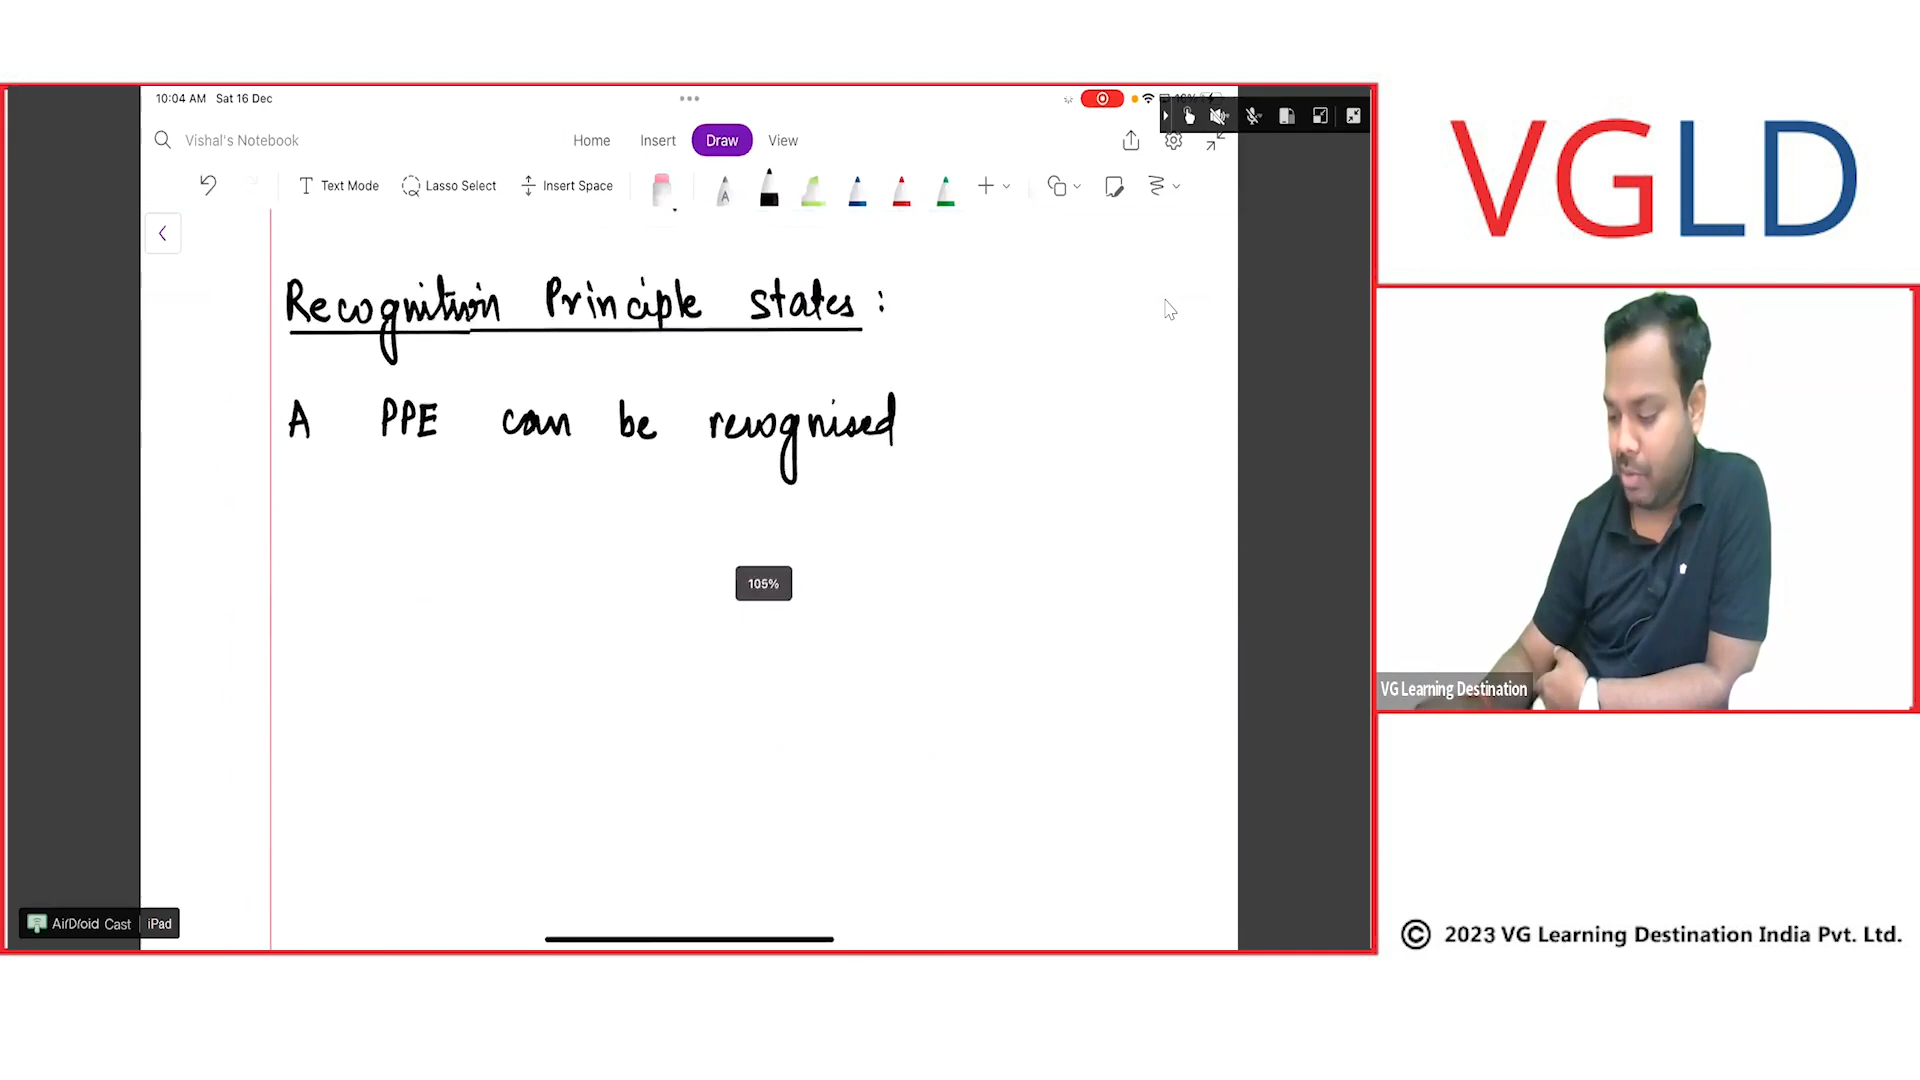 10:04 AM Sat 16 Dec
Vishal's Notebook
Home Insert Draw View
Text Mode Lasso Select Insert Space
Recognition Principle states :
A PPE can be recognised
105%
AirDroid Cast iPad
VGLD
VG Learning Destination
© 2023 VG Learning Destination India Pvt. Ltd.